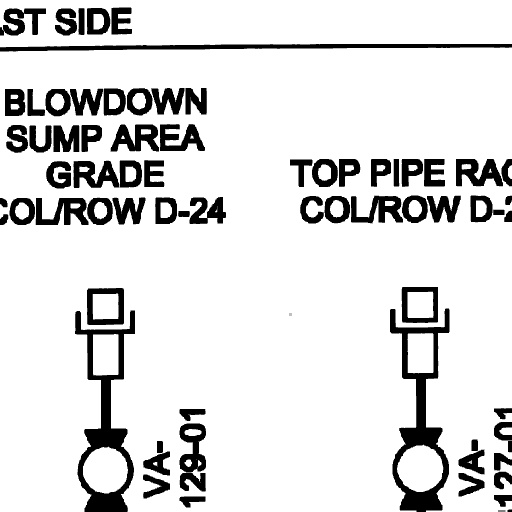 AST SIDE
BLOWDOWN
SUMP AREA
GRADE
COL/ROW D-24
TOP PIPE RAC
COL/ROW D-2
VA-
129-01
VA-
127-01